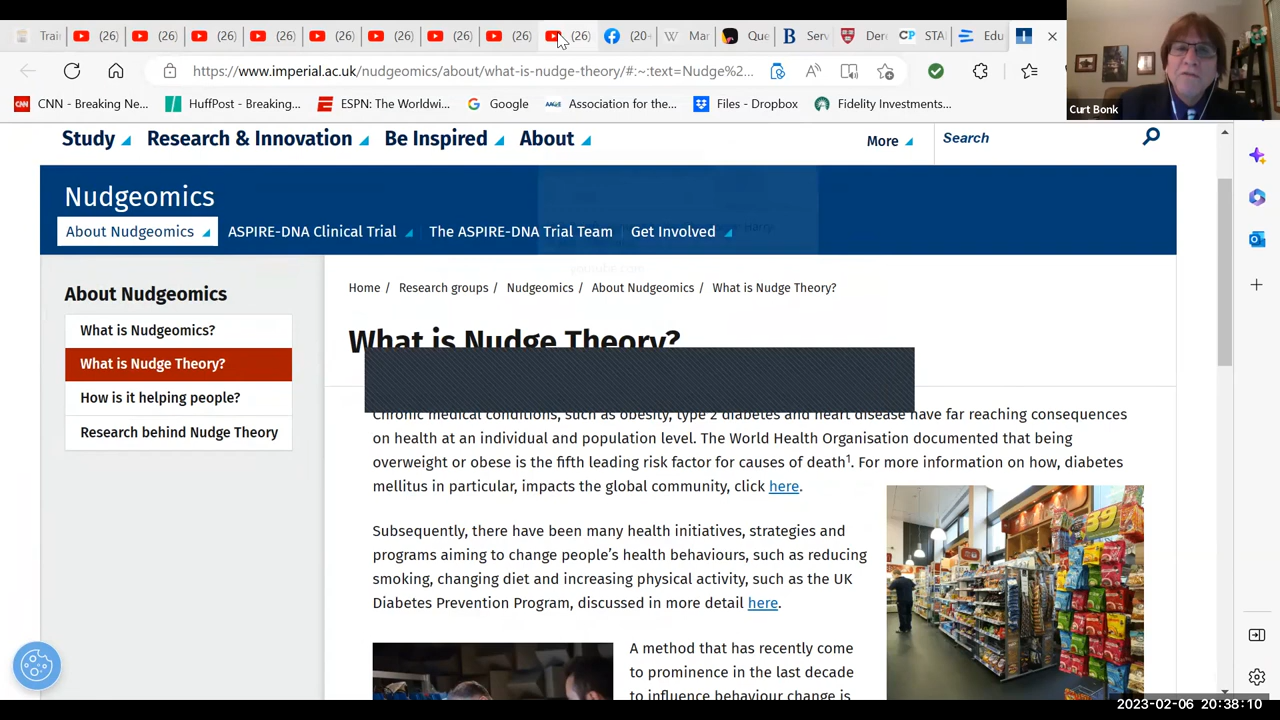 Trai (26) (26) (26) (26) (26) (26) (26) (26) (26) (20+ Mar Que Serv Dere STA Edu
https://www.imperial.ac.uk/nudgeomics/about/what-is-nudge-theory/#:~:text=Nudge%2...
Curt Bonk
CNN - Breaking Ne... HuffPost - Breaking... ESPN: The Worldwi... Google Association for the... Files - Dropbox Fidelity Investments...
Study Research & Innovation Be Inspired About More Search
Nudgeomics
About Nudgeomics ASPIRE-DNA Clinical Trial The ASPIRE-DNA Trial Team Get Involved
Home / Research groups / Nudgeomics / About Nudgeomics / What is Nudge Theory?
About Nudgeomics
What is Nudgeomics?
What is Nudge Theory?
How is it helping people?
Research behind Nudge Theory
What is Nudge Theory?
Chronic medical conditions, such as obesity, type 2 diabetes and heart disease have far reaching consequences
on health at an individual and population level. The World Health Organisation documented that being
overweight or obese is the fifth leading risk factor for causes of death1. For more information on how, diabetes
mellitus in particular, impacts the global community, click here.
Subsequently, there have been many health initiatives, strategies and
programs aiming to change people's health behaviours, such as reducing
smoking, changing diet and increasing physical activity, such as the UK
Diabetes Prevention Program, discussed in more detail here.
A method that has recently come
to prominence in the last decade
to influence behaviour change is
2023-02-06 20:38:10